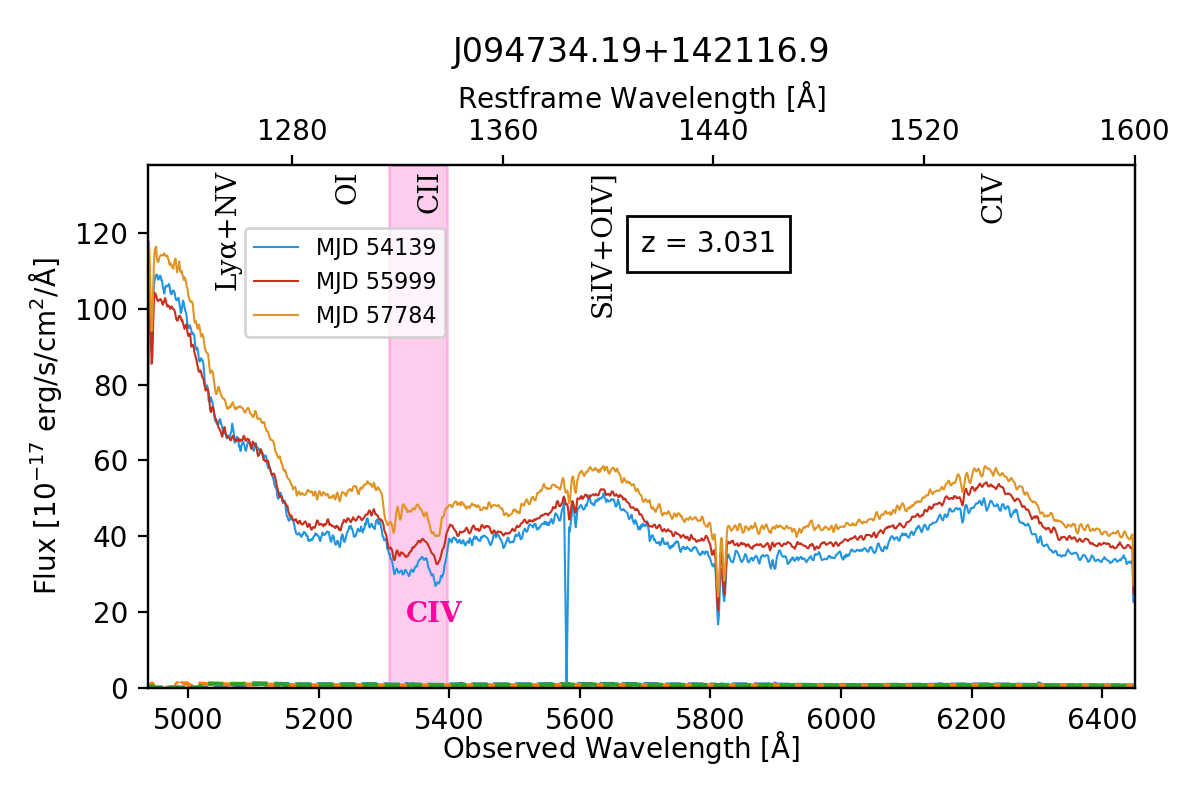 J094734.19+142116.9
Restframe Wavelength [Å]
1280 1360 1440 1520 1600
Lyα+NV
OI
CII
SiIV+OIV]
CIV
z = 3.031
MJD 54139
MJD 55999
MJD 57784
CIV
Flux [10⁻¹⁷ erg/s/cm²/Å]
120
100
80
60
40
20
0
5000 5200 5400 5600 5800 6000 6200 6400
Observed Wavelength [Å]